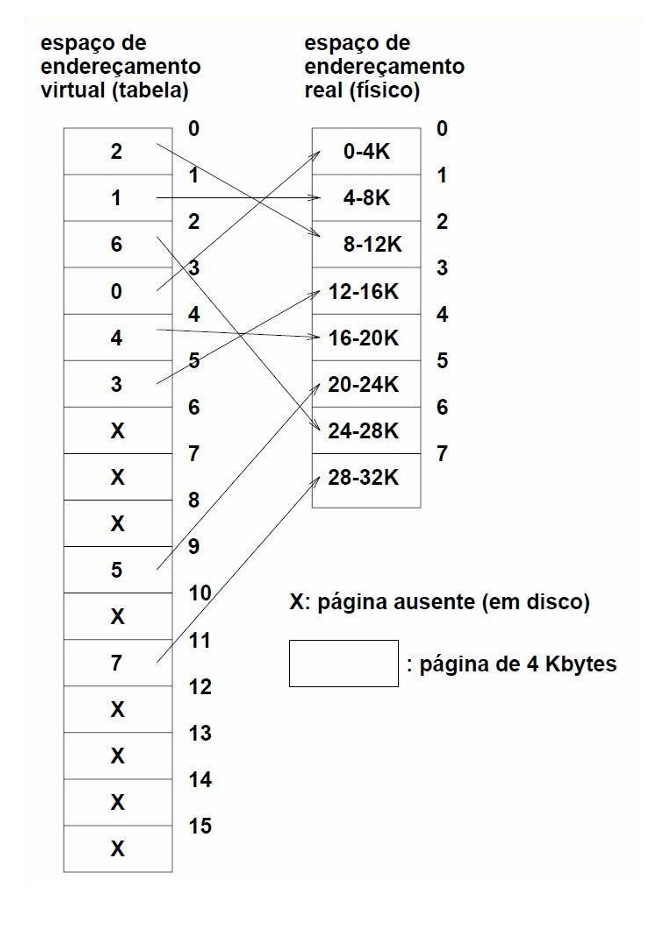 espaço de
endereçamento
virtual (tabela)
espaço de
endereçamento
real (físico)
0
2
1
1
2
6
3
0
4
4
5
3
6
X
7
X
8
X
9
5
10
X
11
7
12
X
13
X
14
X
15
X
0
0-4K
1
4-8K
2
8-12K
3
12-16K
4
16-20K
5
20-24K
6
24-28K
7
28-32K
X: página ausente (em disco)
: página de 4 Kbytes